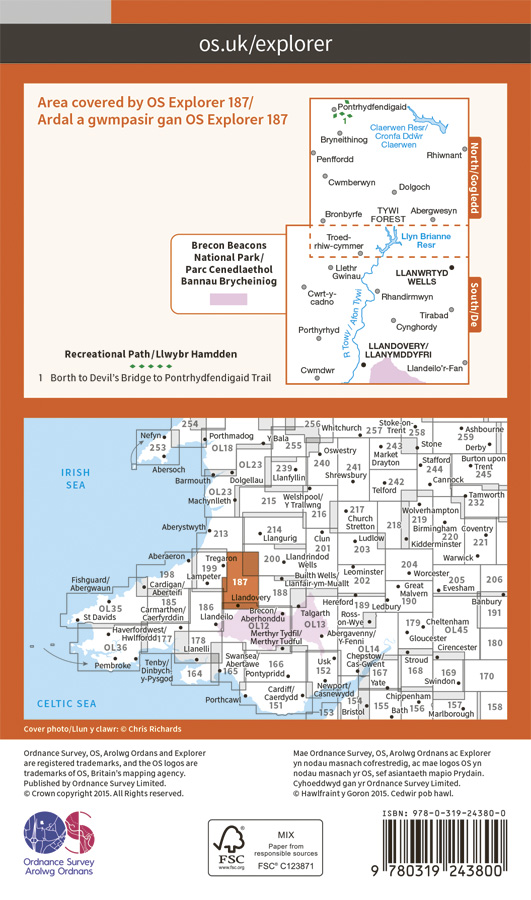 os.uk/explorer
Area covered by OS Explorer 187/
Ardal a gwmpasir gan OS Explorer 187
Pontrhydfendigaid
1
Claerwen Resr/
Cronfa Ddŵr
Claerwen
Bryneithinog
Penffordd
Rhiwnant
Cwmberwyn
Dolgoch
Bronbyrfe
TYWI
FOREST
Abergwesyn
North/Gogledd
Troed-
rhiw-cymmer
Llyn Brianne
Resr
Llethr
Gwinau
LLANWRTYD
WELLS
Cwrt-y-
cadno
Rhandirmwyn
R Towy / Afon Tywi
Tirabad
Cynghordy
Porthyrhyd
LLANDOVERY/
LLANYMDDYFRI
Llandeilo'r-Fan
Cwmdwr
South/De
Brecon Beacons
National Park/
Parc Cenedlaethol
Bannau Brycheiniog
Recreational Path/Llwybr Hamdden
1 Borth to Devil's Bridge to Pontrhydfendigaid Trail
IRISH
SEA
CELTIC SEA
254
Nefyn
253
Abersoch
Porthmadog
OL18
Y Bala
255
256
Whitchurch
257
Stoke-on-
Trent
258
Stone
Ashbourne
259
Derby
Barmouth
OL23
Dolgellau
239
Llanfyllin
Oswestry
240
241
Shrewsbury
243
Market
Drayton
Stafford
244
Cannock
Burton upon
Trent
245
OL23
Machynlleth
215
Welshpool/
Y Trallwng
216
242
Telford
Tamworth
232
Wolverhampton
219
Birmingham
220
Coventry
221
Aberystwyth
213
214
Llangurig
Clun
201
217
Church
Stretton
218
Ludlow
203
Kidderminster
Warwick
Aberaeron
Tregaron
199
Lampeter
200
Llandrindod
Wells
Builth Wells/
Llanfair-ym-Muallt
Leominster
202
204
Worcester
Great
Malvern
190
205
Evesham
206
Banbury
191
198
Cardigan/
Aberteifi
185
Carmarthen/
Caerfyrddin
187
Llandovery
186
Llandeilo
Hereford
189
Ledbury
Fishguard/
Abergwaun
OL35
St Davids
Haverfordwest/
Hwlffordd
177
OL36
Pembroke
Tenby/
Dinbych-
y-Pysgod
178
Llanelli
164
Brecon/
Aberhonddu
OL12
Merthyr Tydfil/
Merthyr Tudful
Talgarth
OL13
Abergavenny/
Y-Fenni
Ross-
on-Wye
OL14
Chepstow/
Cas-Gwent
179
Cheltenham
OL45
Gloucester
Cirencester
180
Swansea/
Abertawe
165
166
Pontypridd
Usk
152
Newport/
Casnewydd
167
Yate
Stroud
168
169
Swindon
170
Porthcawl
Cardiff/
Caerdydd
151
153
154
Bristol
155
Bath
156
Chippenham
157
Marlborough
158
Cover photo/Llun y clawr: © Chris Richards
Ordnance Survey, OS, Arolwg Ordans and Explorer
are registered trademarks, and the OS logos are
trademarks of OS, Britain's mapping agency.
Published by Ordnance Survey Limited.
© Crown copyright 2015. All Rights reserved.
Mae Ordnance Survey, OS, Arolwg Ordnans ac Explorer
yn nodau masnach cofrestredig, ac mae logos OS yn
nodau masnach yr OS, sef asiantaeth mapio Prydain.
Cyhoeddwyd gan yr Ordnance Survey Limited.
© Hawlfraint y Goron 2015. Cedwir pob hawl.
Ordnance Survey
Arolwg Ordnans
FSC
www.fsc.org
MIX
Paper from
responsible sources
FSC® C123871
ISBN: 978-0-319-24380-0
9 780319 243800